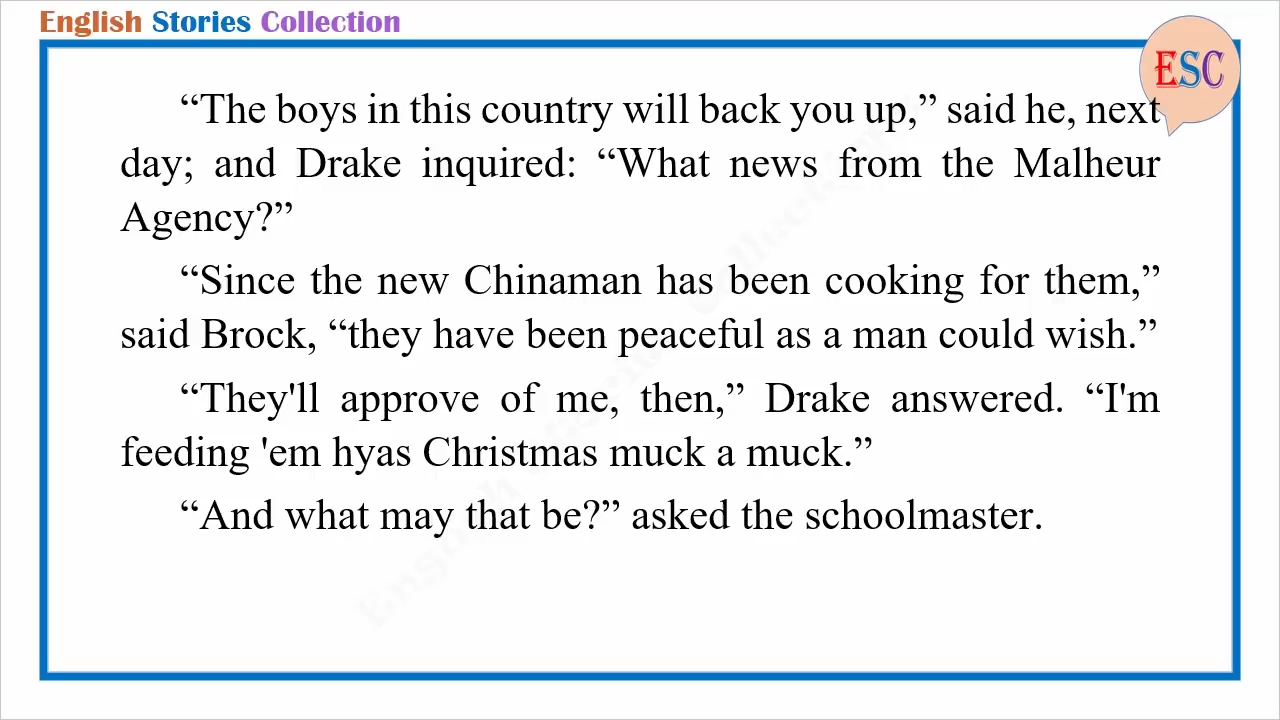 English Stories Collection
ESC
“The boys in this country will back you up,” said he, next
day; and Drake inquired: “What news from the Malheur
Agency?”
“Since the new Chinaman has been cooking for them,”
said Brock, “they have been peaceful as a man could wish.”
“They'll approve of me, then,” Drake answered. “I'm
feeding 'em hyas Christmas muck a muck.”
“And what may that be?” asked the schoolmaster.